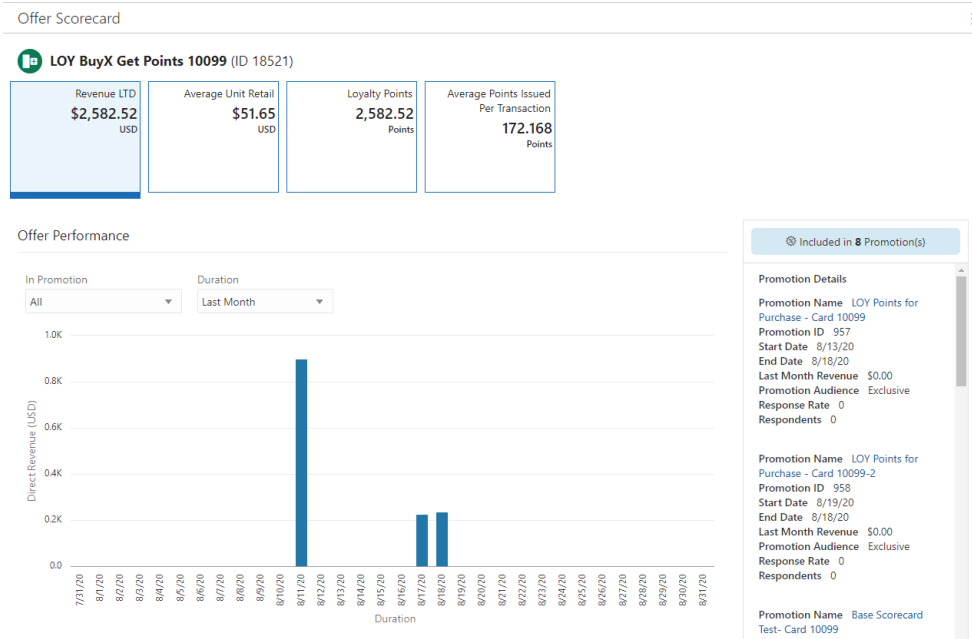 Offer Scorecard
LOY BuyX Get Points 10099 (ID 18521)
Revenue LTD
$2,582.52
USD
Average Unit Retail
$51.65
USD
Loyalty Points
2,582.52
Points
Average Points Issued
Per Transaction
172.168
Points
Offer Performance
In Promotion
All
Duration
Last Month
1.0K
0.8K
0.6K
0.4K
0.2K
0.0
Direct Revenue (USD)
7/31/20
8/1/20
8/2/20
8/3/20
8/4/20
8/5/20
8/6/20
8/7/20
8/8/20
8/9/20
8/10/20
8/11/20
8/12/20
8/13/20
8/14/20
8/15/20
8/16/20
8/17/20
8/18/20
8/19/20
8/20/20
8/21/20
8/22/20
8/23/20
8/24/20
8/25/20
8/26/20
8/27/20
8/28/20
8/29/20
8/30/20
8/31/20
Duration
Included in 8 Promotion(s)
Promotion Details
Promotion Name LOY Points for
Purchase - Card 10099
Promotion ID 957
Start Date 8/13/20
End Date 8/18/20
Last Month Revenue $0.00
Promotion Audience Exclusive
Response Rate 0
Respondents 0
Promotion Name LOY Points for
Purchase - Card 10099-2
Promotion ID 958
Start Date 8/19/20
End Date 8/18/20
Last Month Revenue $0.00
Promotion Audience Exclusive
Response Rate 0
Respondents 0
Promotion Name Base Scorecard
Test- Card 10099